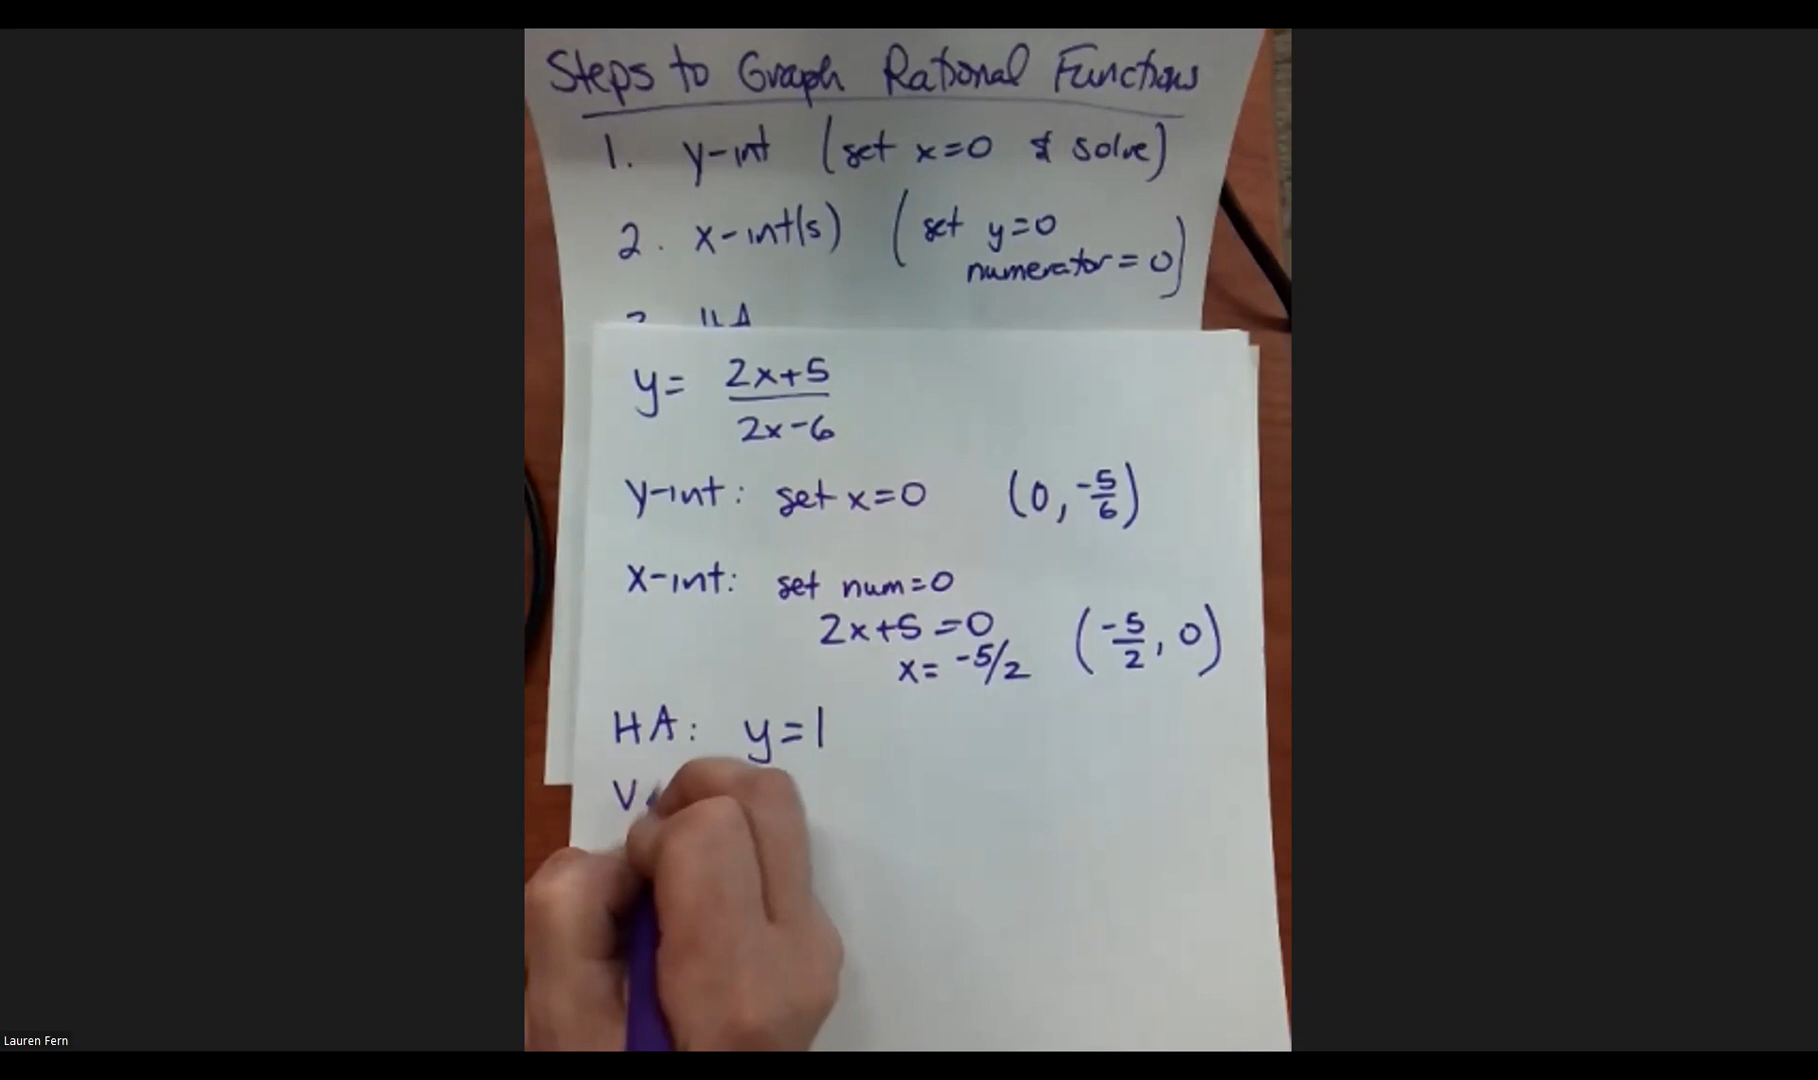 Steps to Graph Rational Functions
1. y-int (set x=0 & solve)
2. x-int(s) (set y=0
numerator = 0)
3. HA
y= 2x+5
2x-6
y-int: set x=0 (0, -5/6)
x-int: set num=0
2x+5=0 (-5/2, 0)
x= -5/2
HA: y=1
V
Lauren Fern